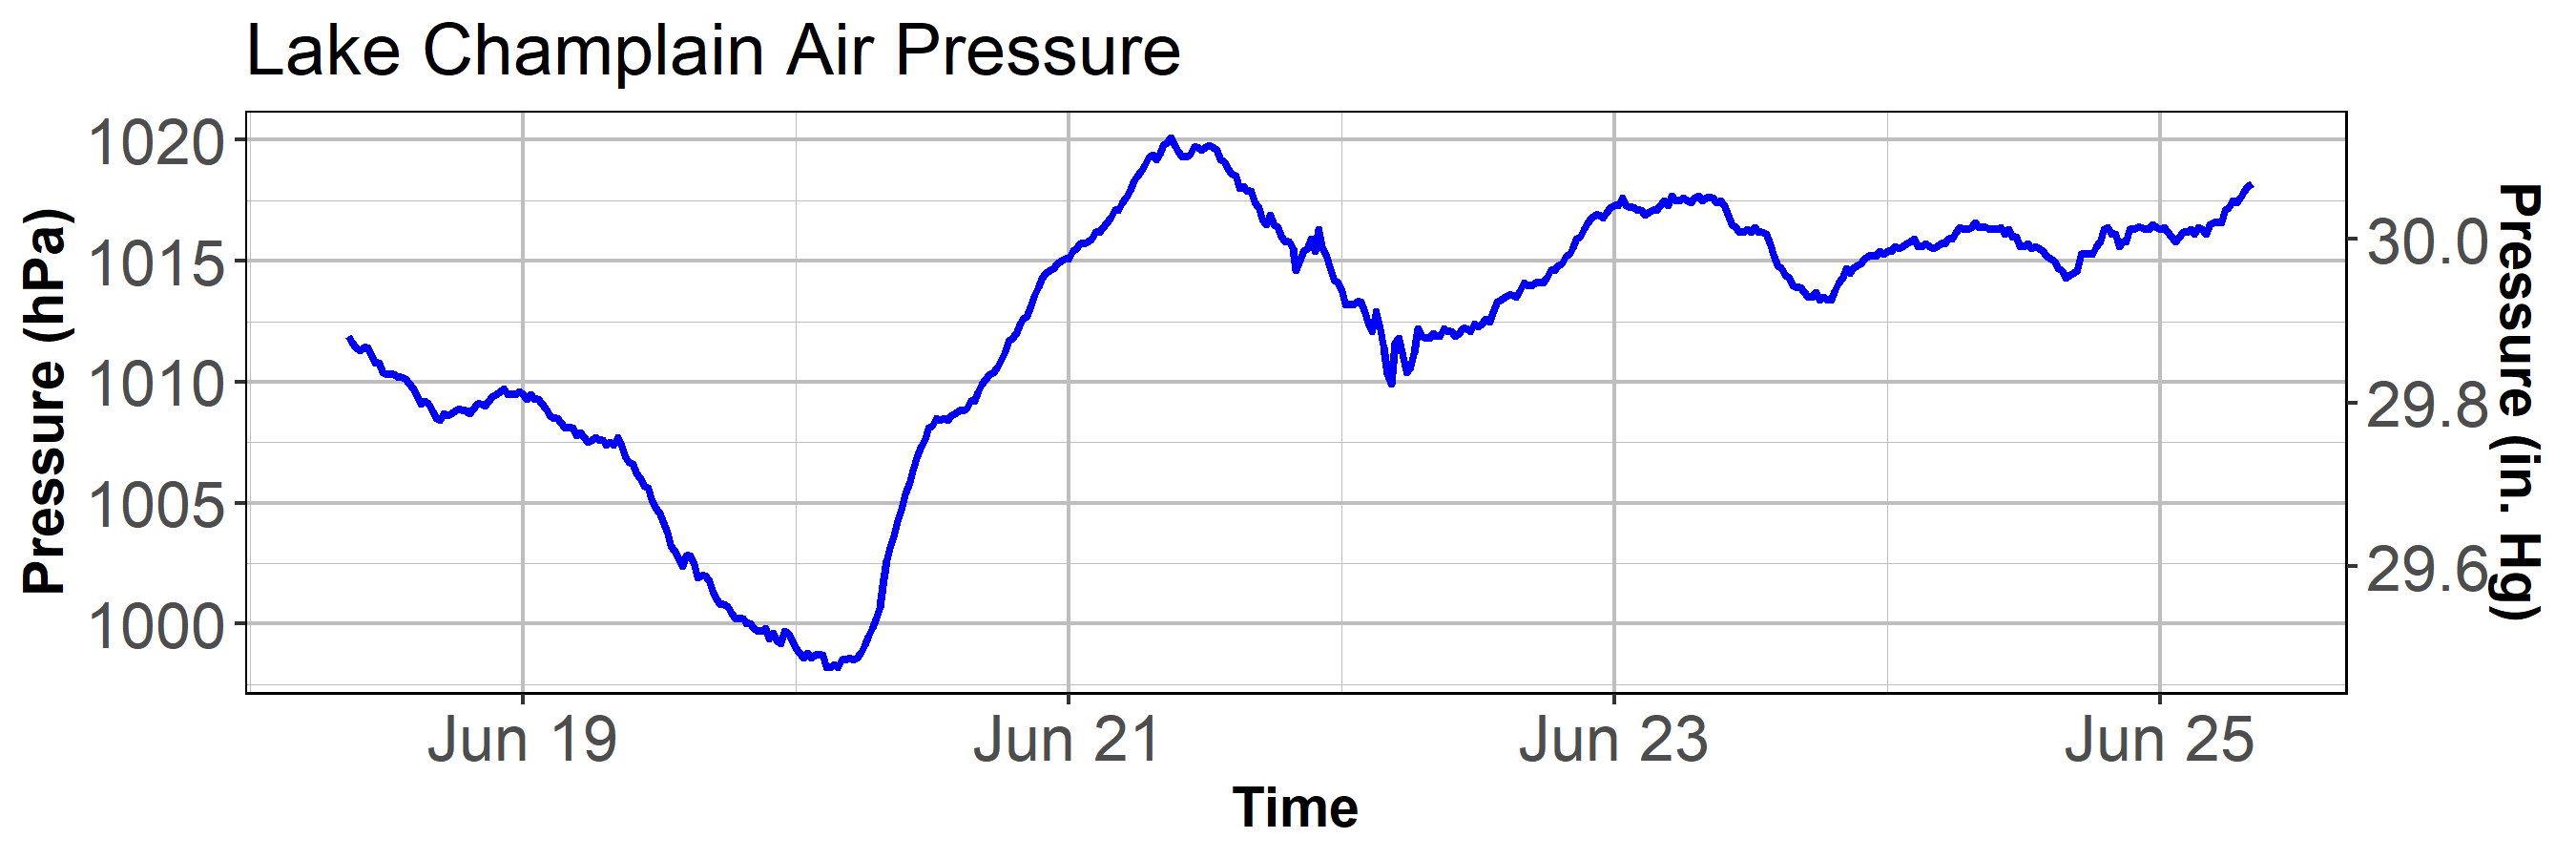 Lake Champlain Air Pressure
Pressure (hPa)
1020
1015
1010
1005
1000
30.0
29.8
29.6
Pressure (in. Hg)
Jun 19
Jun 21
Jun 23
Jun 25
Time